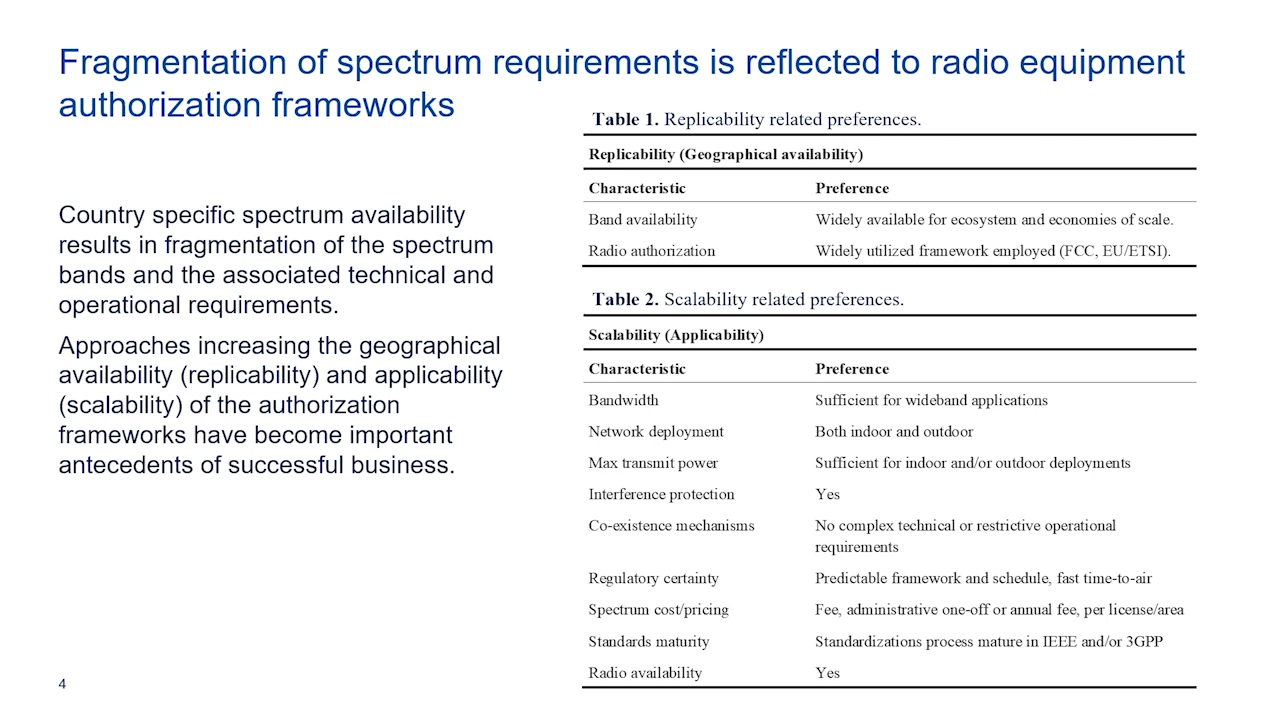 Fragmentation of spectrum requirements is reflected to radio equipment
authorization frameworks
Country specific spectrum availability
results in fragmentation of the spectrum
bands and the associated technical and
operational requirements.
Approaches increasing the geographical
availability (replicability) and applicability
(scalability) of the authorization
frameworks have become important
antecedents of successful business.
Table 1. Replicability related preferences.
Replicability (Geographical availability)
Characteristic Preference
Band availability Widely available for ecosystem and economies of scale.
Radio authorization Widely utilized framework employed (FCC, EU/ETSI).
Table 2. Scalability related preferences.
Scalability (Applicability)
Characteristic Preference
Bandwidth Sufficient for wideband applications
Network deployment Both indoor and outdoor
Max transmit power Sufficient for indoor and/or outdoor deployments
Interference protection Yes
Co-existence mechanisms No complex technical or restrictive operational
requirements
Regulatory certainty Predictable framework and schedule, fast time-to-air
Spectrum cost/pricing Fee, administrative one-off or annual fee, per license/area
Standards maturity Standardizations process mature in IEEE and/or 3GPP
Radio availability Yes
4